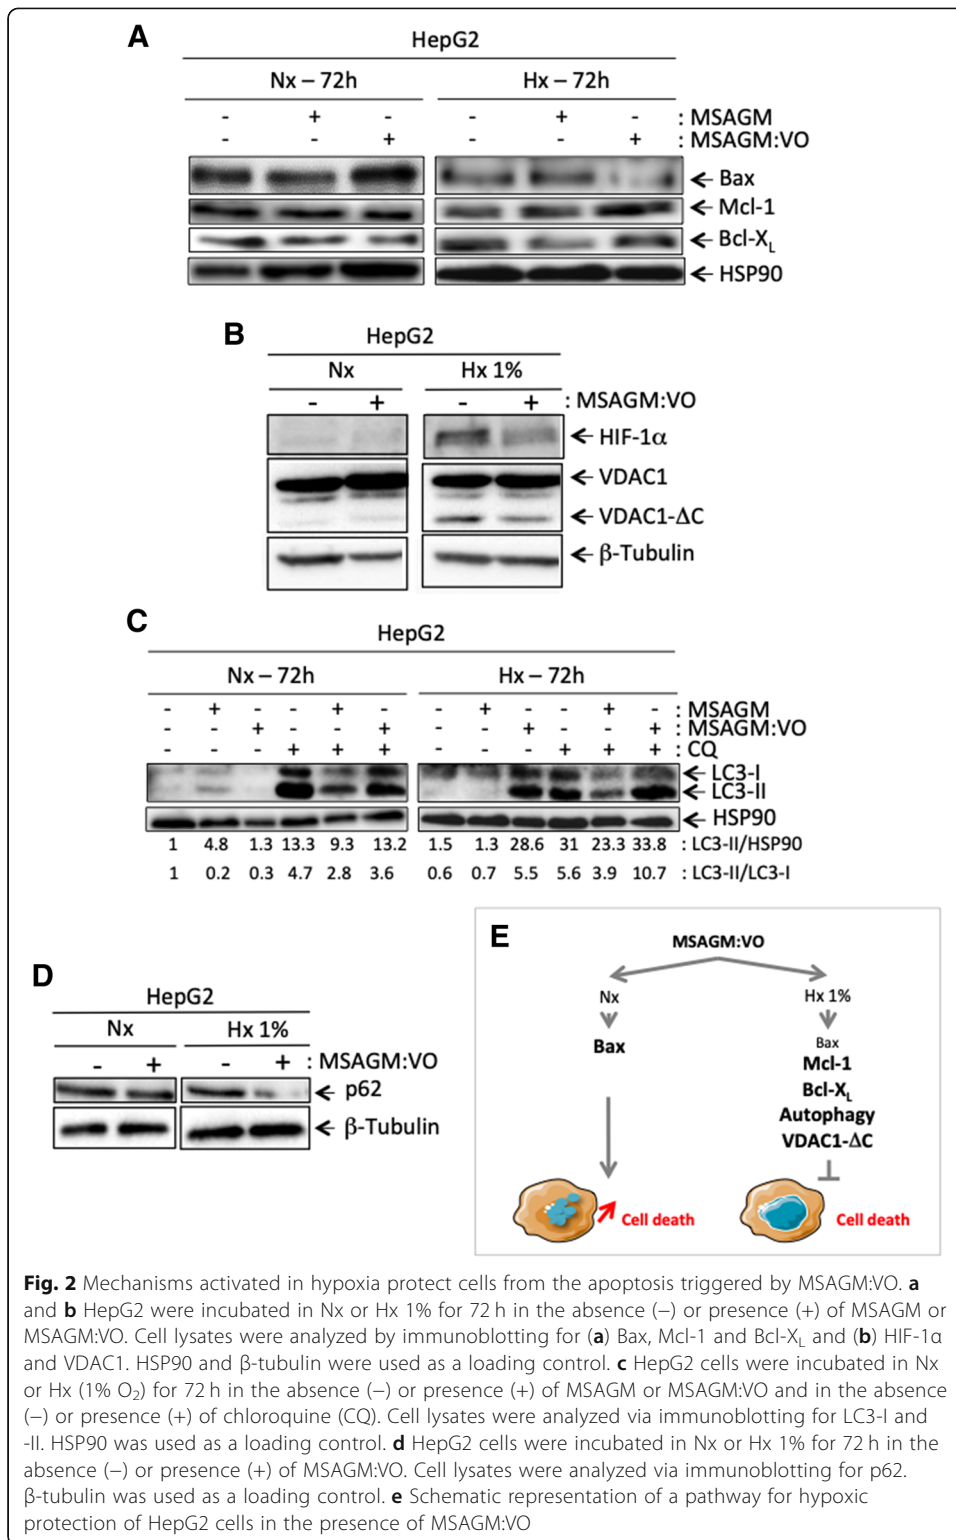 A
HepG2
Nx – 72h Hx – 72h
- + - - + - : MSAGM
- - + - - + : MSAGM:VO
← Bax
← Mcl-1
← Bcl-XL
← HSP90
B
HepG2
Nx Hx 1%
- + - + : MSAGM:VO
← HIF-1α
← VDAC1
← VDAC1-ΔC
← β-Tubulin
C
HepG2
Nx – 72h Hx – 72h
- + - - + - - + - - + - : MSAGM
- - + - - + - - + - - + : MSAGM:VO
- - - + + + - - - + + + : CQ
← LC3-I
← LC3-II
← HSP90
1 4.8 1.3 13.3 9.3 13.2 1.5 1.3 28.6 31 23.3 33.8 : LC3-II/HSP90
1 0.2 0.3 4.7 2.8 3.6 0.6 0.7 5.5 5.6 3.9 10.7 : LC3-II/LC3-I
D
HepG2
Nx Hx 1%
- + - + : MSAGM:VO
← p62
← β-Tubulin
E
MSAGM:VO
Nx Hx 1%
Bax
Bax
Mcl-1
Bcl-XL
Autophagy
VDAC1-ΔC
Cell death Cell death
Fig. 2 Mechanisms activated in hypoxia protect cells from the apoptosis triggered by MSAGM:VO. a
and b HepG2 were incubated in Nx or Hx 1% for 72 h in the absence (−) or presence (+) of MSAGM or
MSAGM:VO. Cell lysates were analyzed by immunoblotting for (a) Bax, Mcl-1 and Bcl-XL and (b) HIF-1α
and VDAC1. HSP90 and β-tubulin were used as a loading control. c HepG2 cells were incubated in Nx
or Hx (1% O2) for 72 h in the absence (−) or presence (+) of MSAGM or MSAGM:VO and in the absence
(−) or presence (+) of chloroquine (CQ). Cell lysates were analyzed via immunoblotting for LC3-I and
-II. HSP90 was used as a loading control. d HepG2 cells were incubated in Nx or Hx 1% for 72 h in the
absence (−) or presence (+) of MSAGM:VO. Cell lysates were analyzed via immunoblotting for p62.
β-tubulin was used as a loading control. e Schematic representation of a pathway for hypoxic
protection of HepG2 cells in the presence of MSAGM:VO